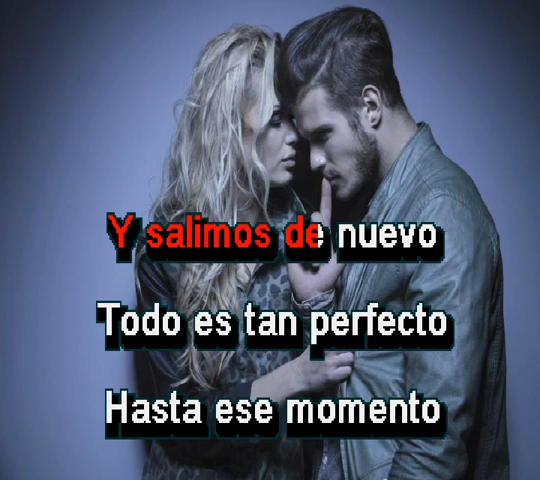 Y salimos de nuevo
Todo es tan perfecto
Hasta ese momento